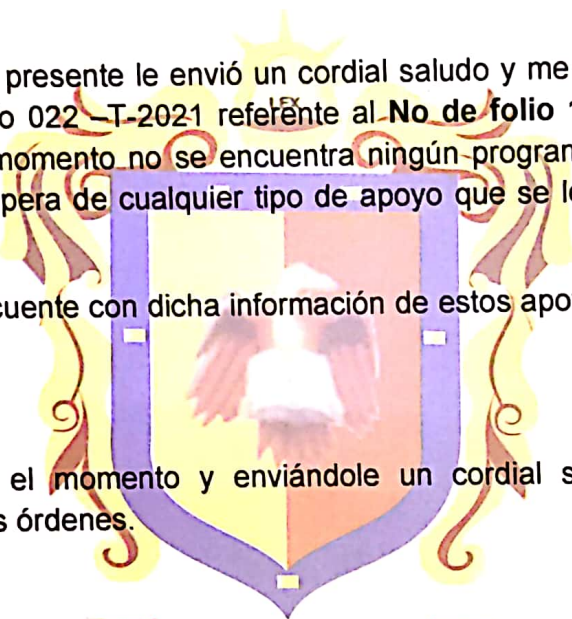 presente le envió un cordial saludo y me
o 022 –T-2021 referente al No de folio
LEX
momento no se encuentra ningún
pera de cualquier tipo de apoyo que se
cuente con dicha información de estos
el momento y enviándole un cordial
s órdenes.